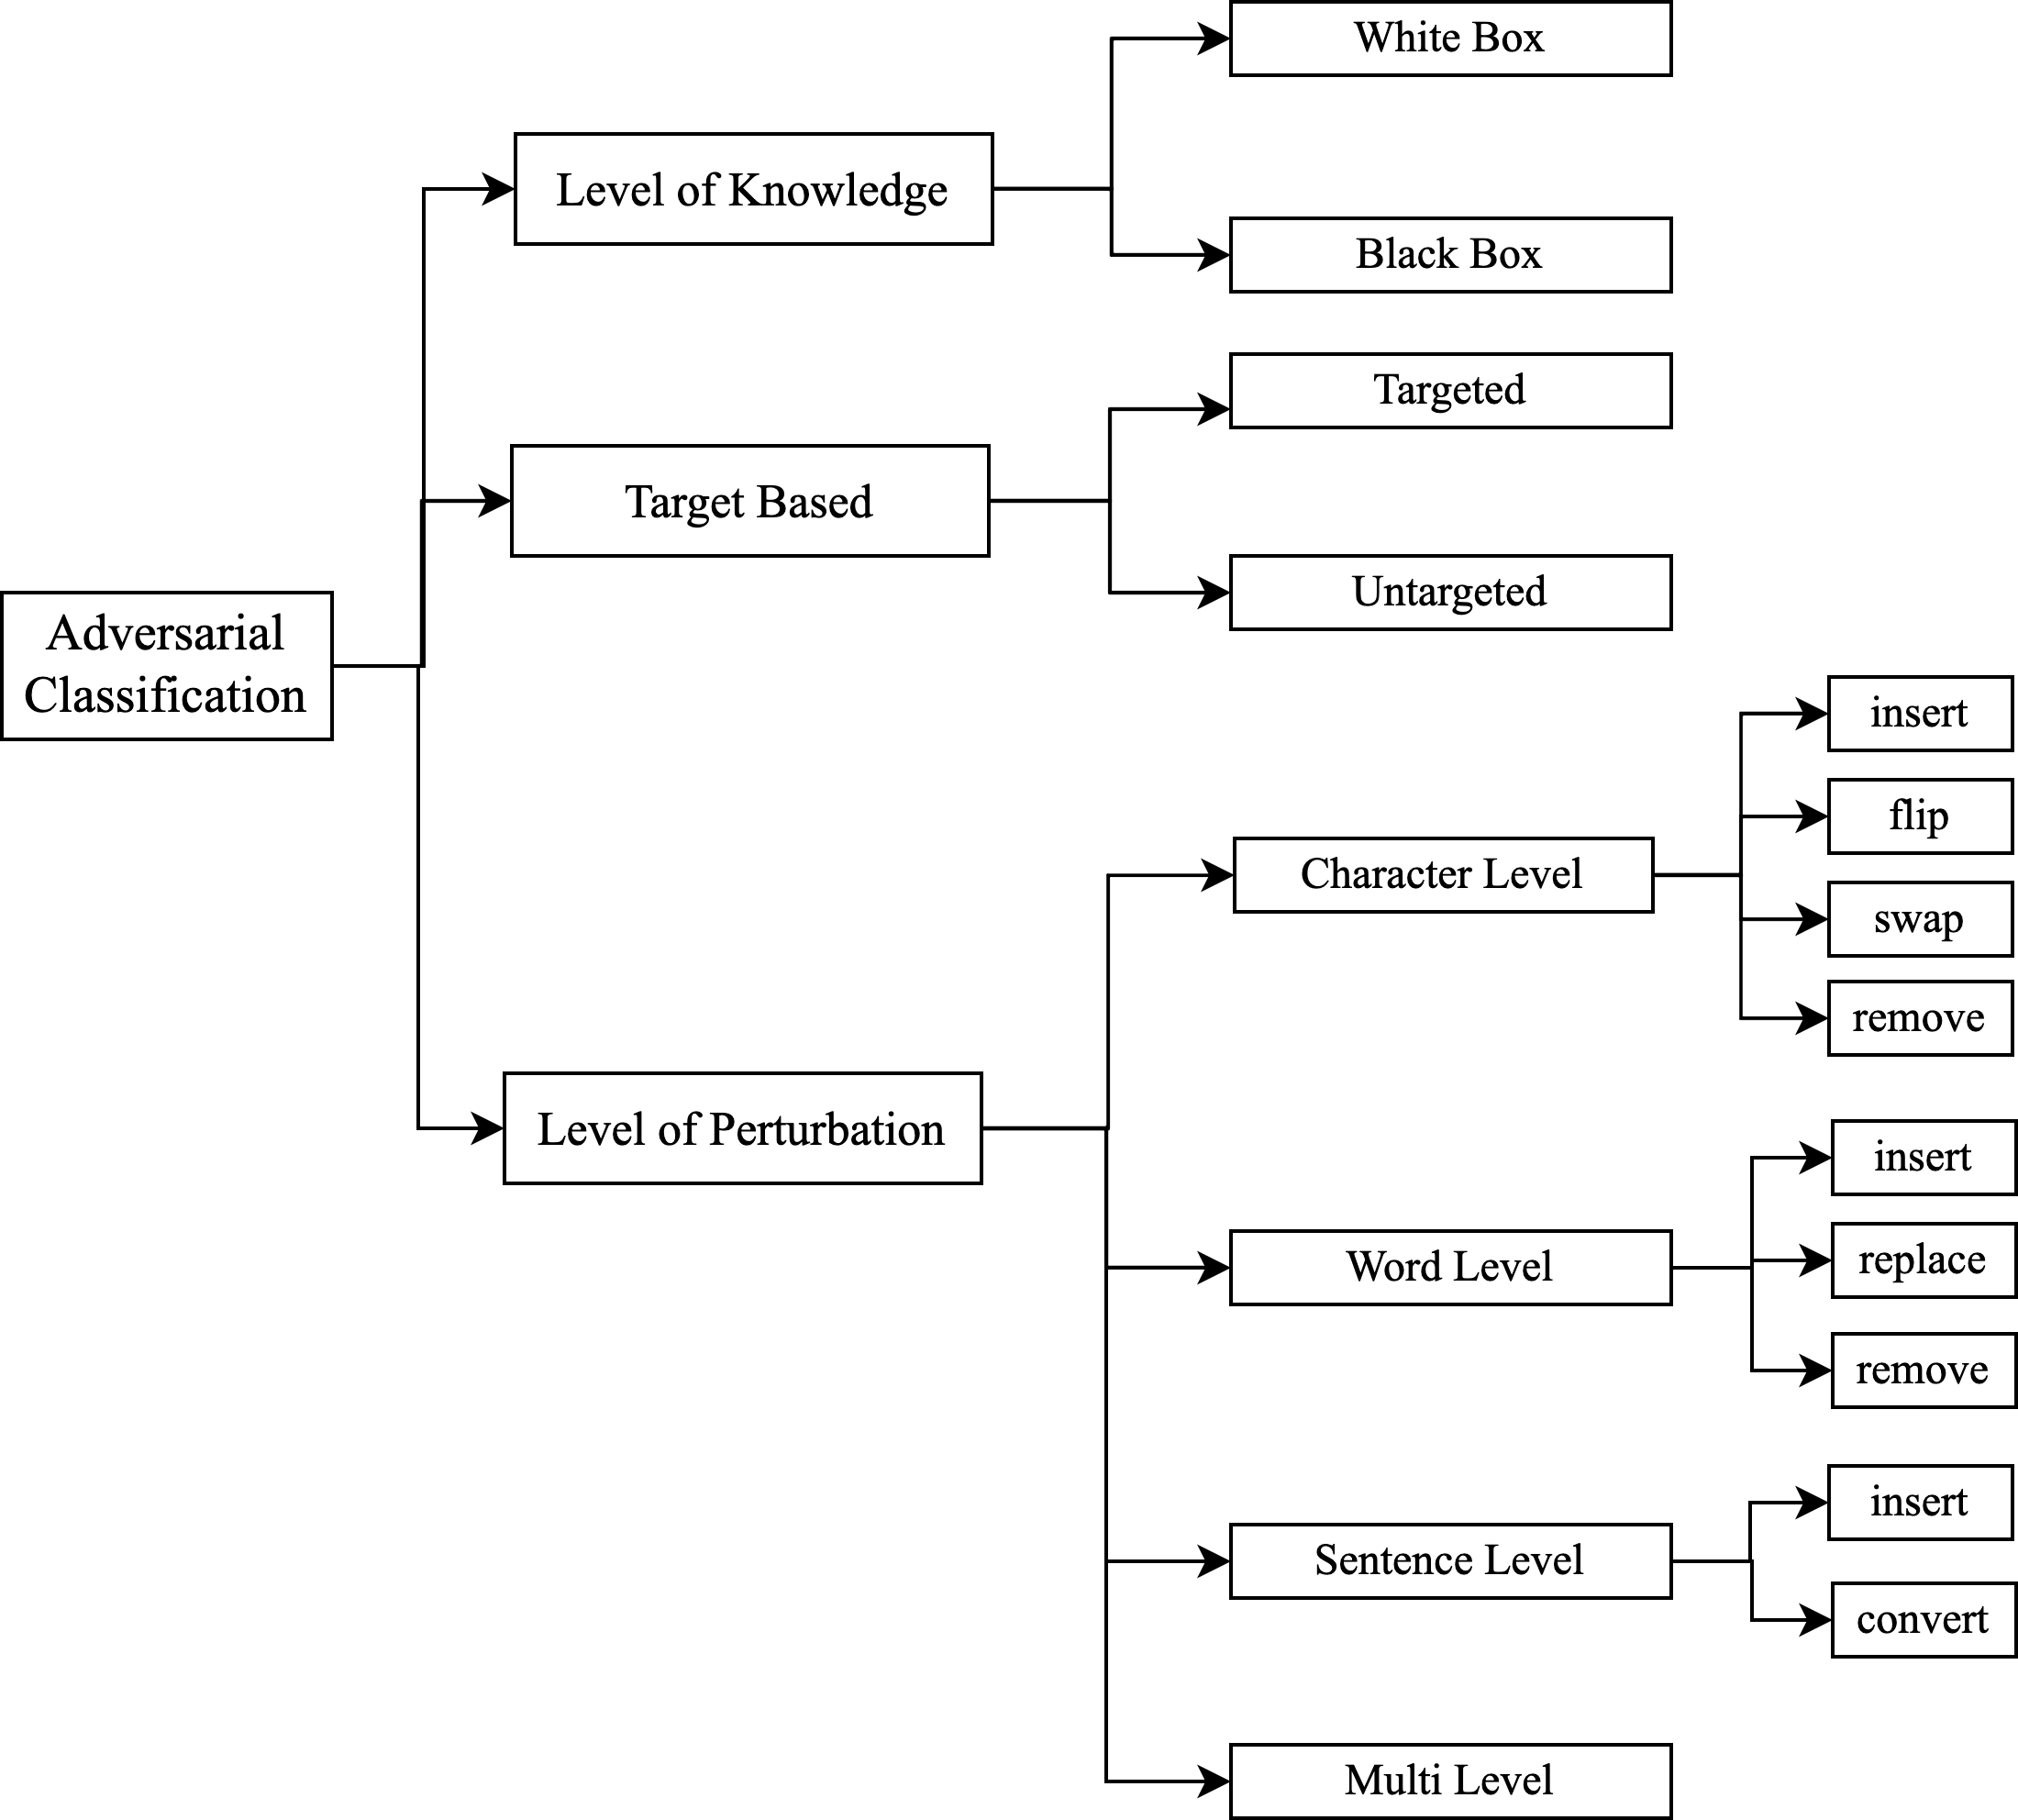 Adversarial
Classification
Level of Knowledge
White Box
Black Box
Target Based
Targeted
Untargeted
Level of Perturbation
Character Level
insert
flip
swap
remove
Word Level
insert
replace
remove
Sentence Level
insert
convert
Multi Level